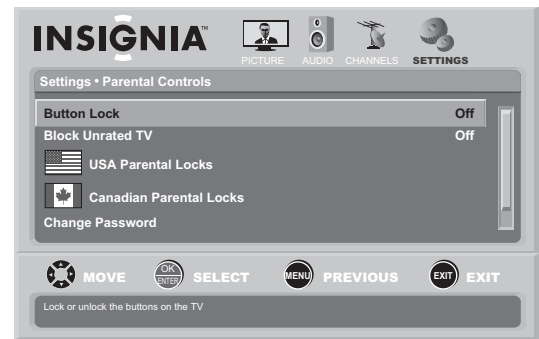 INSIGNIA™
PICTURE AUDIO CHANNELS SETTINGS
Settings • Parental Controls
Button Lock Off
Block Unrated TV Off
USA Parental Locks
Canadian Parental Locks
Change Password
MOVE OK ENTER SELECT MENU PREVIOUS EXIT EXIT
Lock or unlock the buttons on the TV